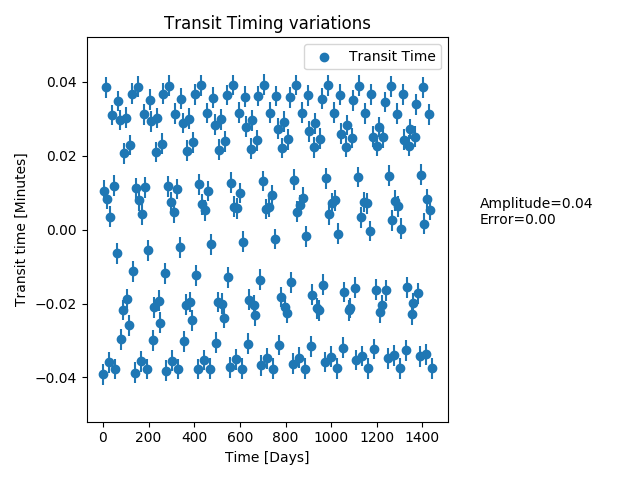 Transit Timing variations
Transit Time
0.04
0.02
0.00
−0.02
−0.04
Transit time [Minutes]
0 200 400 600 800 1000 1200 1400
Time [Days]
Amplitude=0.04
Error=0.00